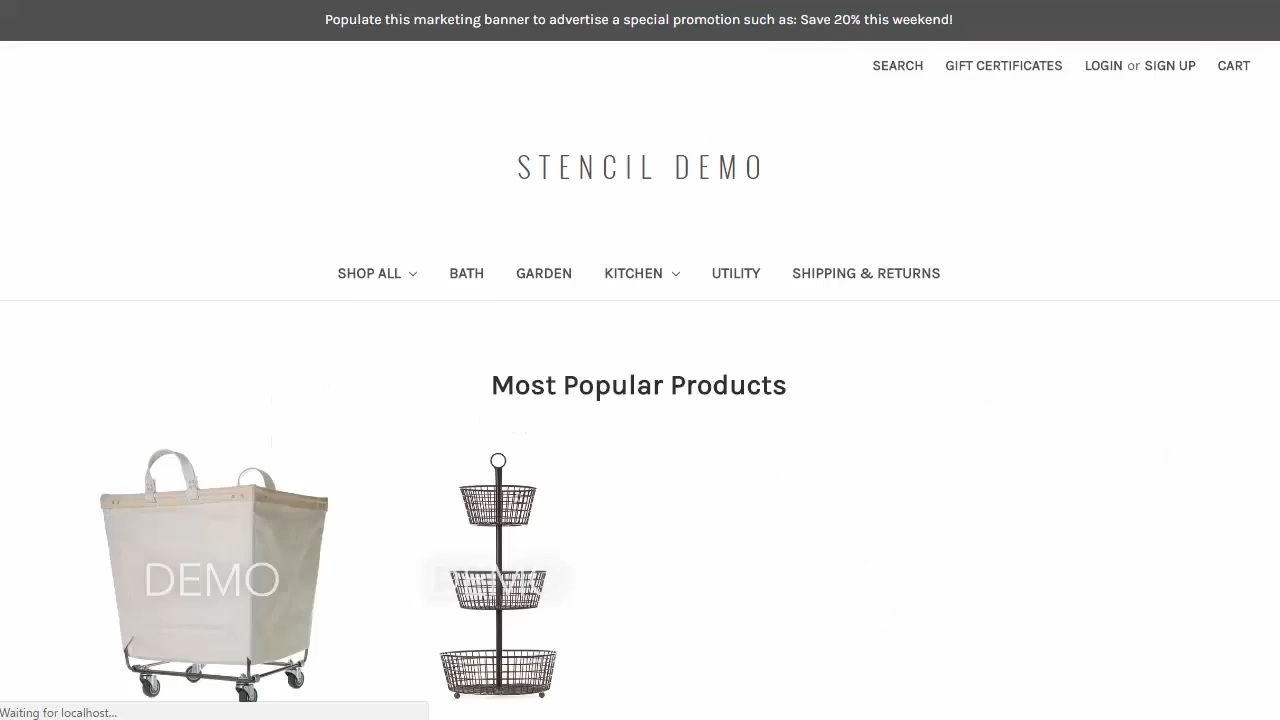 Populate this marketing banner to advertise a special promotion such as: Save 20% this weekend!
SEARCH GIFT CERTIFICATES LOGIN or SIGN UP CART
STENCIL DEMO
SHOP ALL BATH GARDEN KITCHEN UTILITY SHIPPING & RETURNS
Most Popular Products
DEMO DEMO
Waiting for localhost...